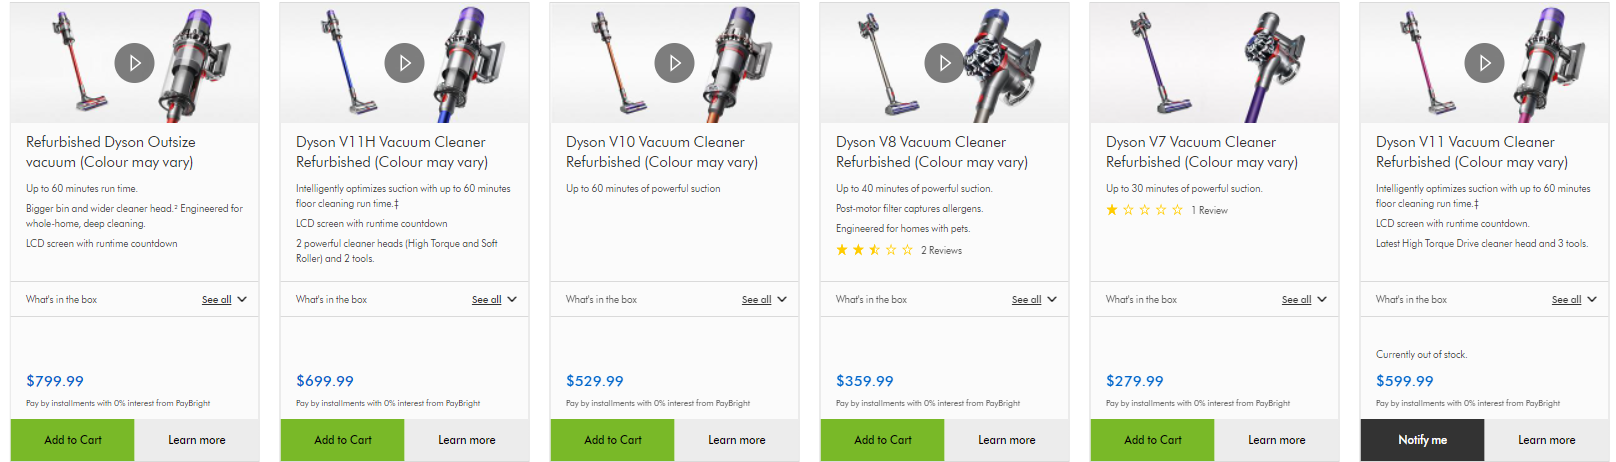 Refurbished Dyson Outsize
vacuum (Colour may vary)
Up to 60 minutes run time.
Bigger bin and wider cleaner head.² Engineered for
whole-home, deep cleaning.
LCD screen with runtime countdown
What's in the box
See all
$799.99
Pay by installments with 0% interest from PayBright
Add to Cart
Learn more
Dyson V11H Vacuum Cleaner
Refurbished (Colour may vary)
Intelligently optimizes suction with up to 60 minutes
floor cleaning run time.‡
LCD screen with runtime countdown
2 powerful cleaner heads (High Torque and Soft
Roller) and 2 tools.
What's in the box
See all
$699.99
Pay by installments with 0% interest from PayBright
Add to Cart
Learn more
Dyson V10 Vacuum Cleaner
Refurbished (Colour may vary)
Up to 60 minutes of powerful suction
What's in the box
See all
$529.99
Pay by installments with 0% interest from PayBright
Add to Cart
Learn more
Dyson V8 Vacuum Cleaner
Refurbished (Colour may vary)
Up to 40 minutes of powerful suction.
Post-motor filter captures allergens.
Engineered for homes with pets.
2 Reviews
What's in the box
See all
$359.99
Pay by installments with 0% interest from PayBright
Add to Cart
Learn more
Dyson V7 Vacuum Cleaner
Refurbished (Colour may vary)
Up to 30 minutes of powerful suction.
1 Review
What's in the box
See all
$279.99
Pay by installments with 0% interest from PayBright
Add to Cart
Learn more
Dyson V11 Vacuum Cleaner
Refurbished (Colour may vary)
Intelligently optimizes suction with up to 60 minutes
floor cleaning run time.‡
LCD screen with runtime countdown.
Latest High Torque Drive cleaner head and 3 tools.
What's in the box
See all
Currently out of stock.
$599.99
Pay by installments with 0% interest from PayBright
Notify me
Learn more